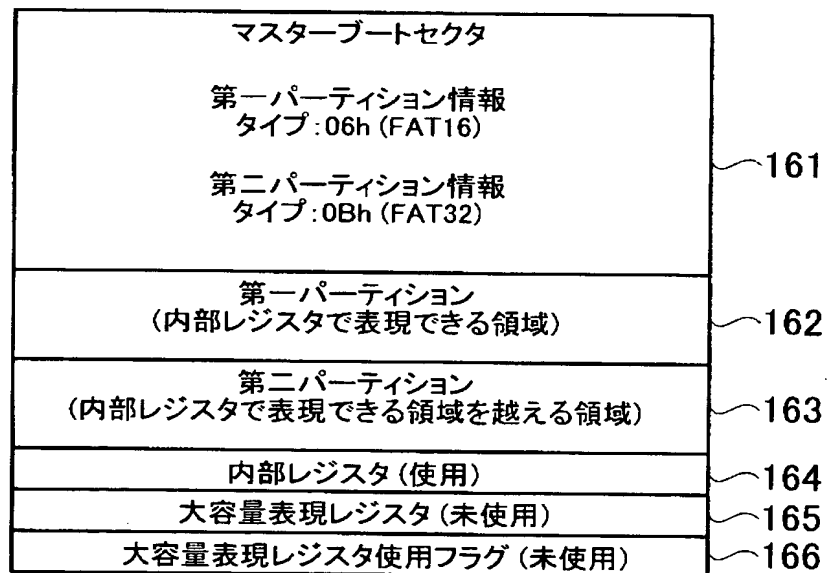 マスターブートセクタ
第一パーティション情報
タイプ:06h (FAT16)
第二パーティション情報
タイプ:0Bh (FAT32)
161
第一パーティション
(内部レジスタで表現できる領域)
162
第二パーティション
(内部レジスタで表現できる領域を越える領域)
163
内部レジスタ(使用)
164
大容量表現レジスタ(未使用)
165
大容量表現レジスタ使用フラグ(未使用)
166